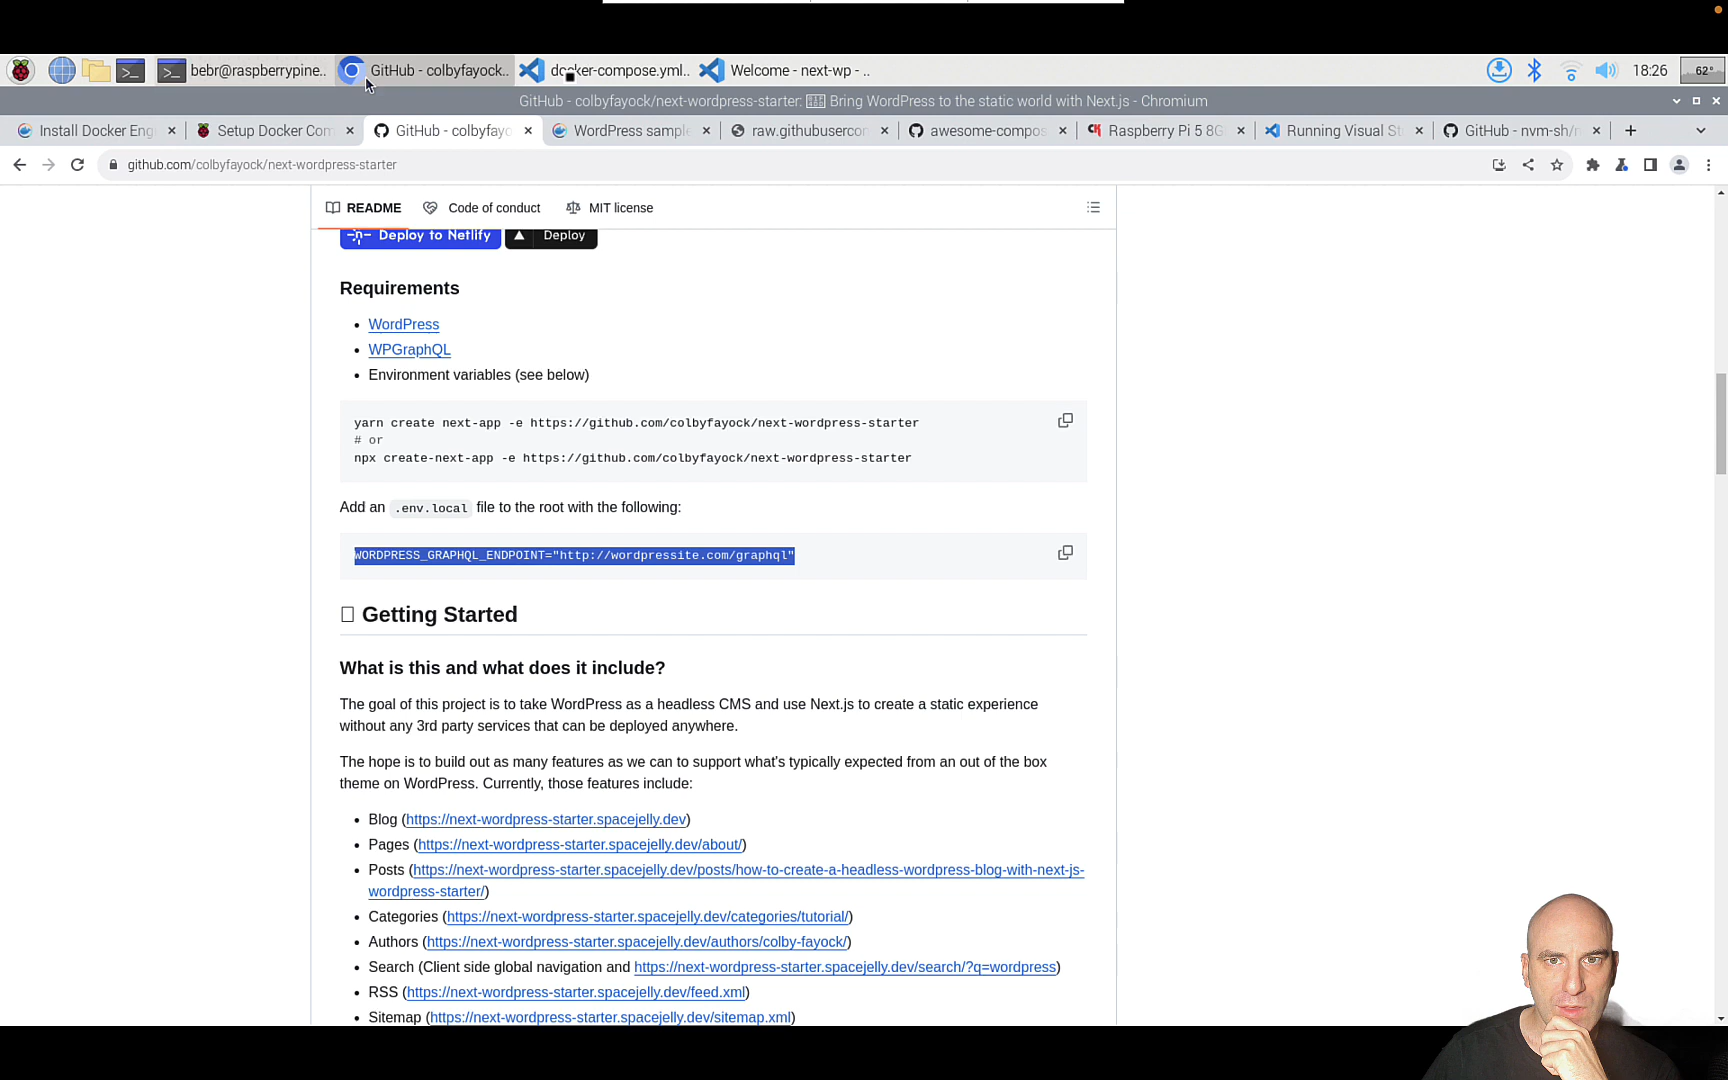 bebr@raspberrypine..
GitHub - colbyfayock..
docker-compose.yml..
Welcome - next-wp - ..
18:26
62°
GitHub - colbyfayock/next-wordpress-starter: Bring WordPress to the static world with Next.js - Chromium
Install Docker Eng
Setup Docker Com
GitHub - colbyfayo
WordPress sample
raw.githubusercon
awesome-compos
Raspberry Pi 5 8G
Running Visual St
GitHub - nvm-sh/n
github.com/colbyfayock/next-wordpress-starter
README
Code of conduct
MIT license
Deploy to Netlify
Deploy
Requirements
• WordPress
• WPGraphQL
• Environment variables (see below)
yarn create next-app -e https://github.com/colbyfayock/next-wordpress-starter
# or
npx create-next-app -e https://github.com/colbyfayock/next-wordpress-starter
Add an .env.local file to the root with the following:
WORDPRESS_GRAPHQL_ENDPOINT="http://wordpressite.com/graphql"
Getting Started
What is this and what does it include?
The goal of this project is to take WordPress as a headless CMS and use Next.js to create a static experience
without any 3rd party services that can be deployed anywhere.
The hope is to build out as many features as we can to support what's typically expected from an out of the box
theme on WordPress. Currently, those features include:
• Blog (https://next-wordpress-starter.spacejelly.dev)
• Pages (https://next-wordpress-starter.spacejelly.dev/about/)
• Posts (https://next-wordpress-starter.spacejelly.dev/posts/how-to-create-a-headless-wordpress-blog-with-next-js-
wordpress-starter/)
• Categories (https://next-wordpress-starter.spacejelly.dev/categories/tutorial/)
• Authors (https://next-wordpress-starter.spacejelly.dev/authors/colby-fayock/)
• Search (Client side global navigation and https://next-wordpress-starter.spacejelly.dev/search/?q=wordpress)
• RSS (https://next-wordpress-starter.spacejelly.dev/feed.xml)
• Sitemap (https://next-wordpress-starter.spacejelly.dev/sitemap.xml)